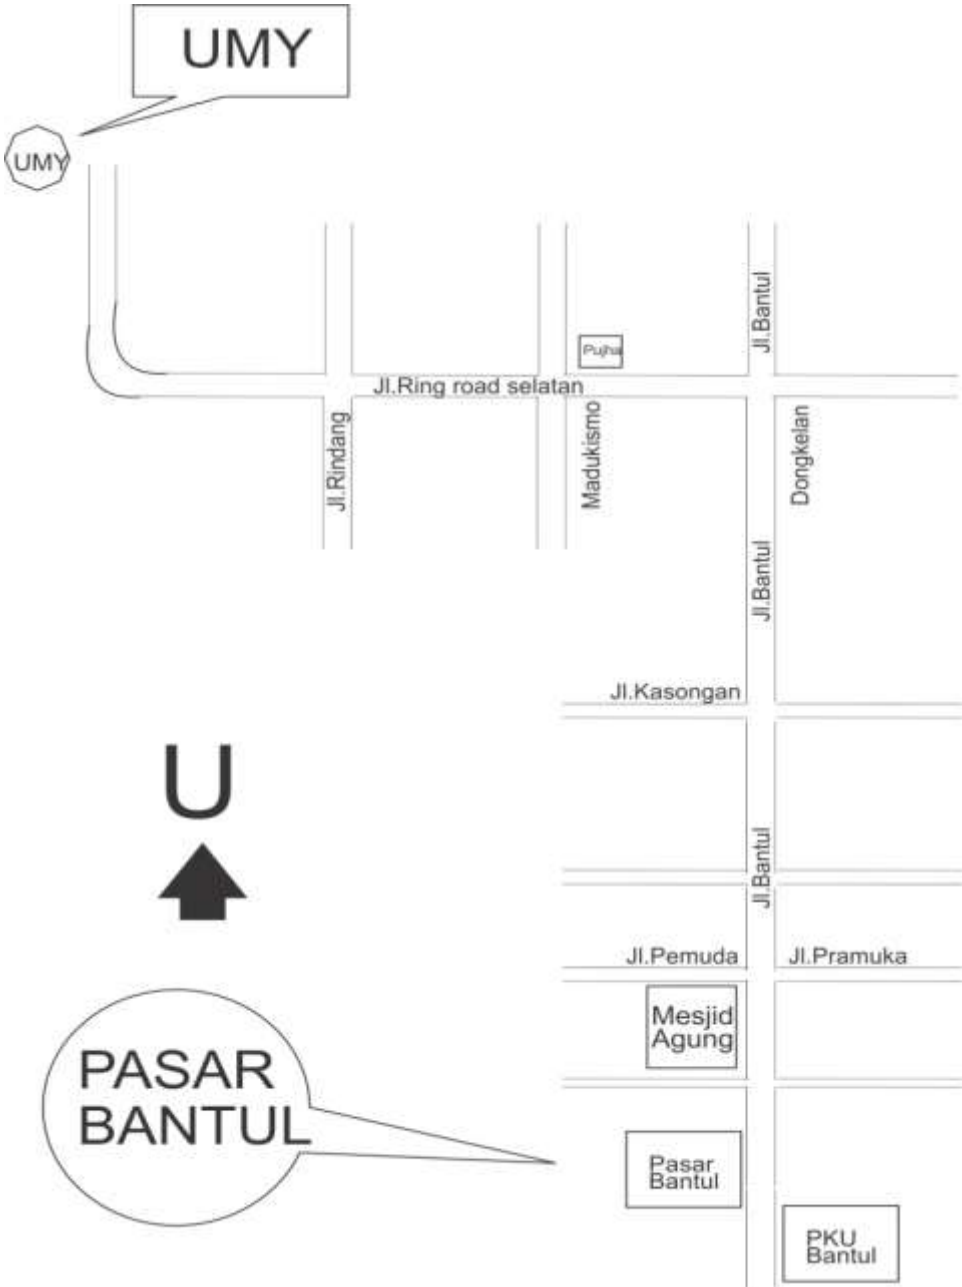 UMY
UMY
Jl.Bantul
Pujha
Jl.Ring road selatan
Jl.Rindang
Madukismo
Dongkelan
Jl.Bantul
Jl.Kasongan
U
Jl.Bantul
Jl.Pemuda
Jl.Pramuka
Mesjid
Agung
PASAR
BANTUL
Pasar
Bantul
PKU
Bantul